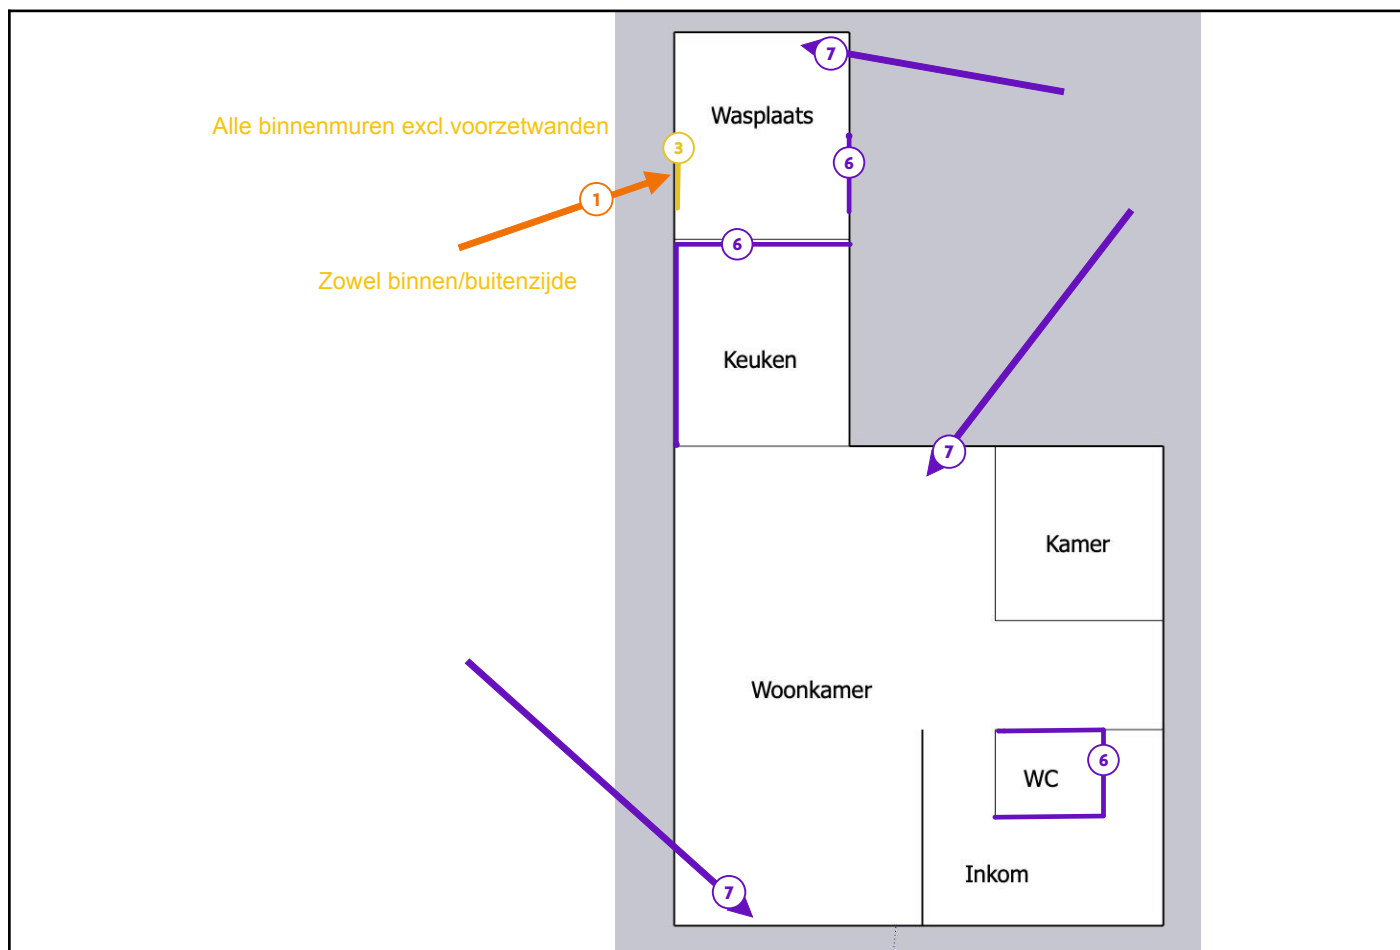 7
Wasplaats
Alle binnenmuren excl.voorzetwanden
3
6
1
6
Zowel binnen/buitenzijde
Keuken
7
Kamer
Woonkamer
6
WC
Inkom
7